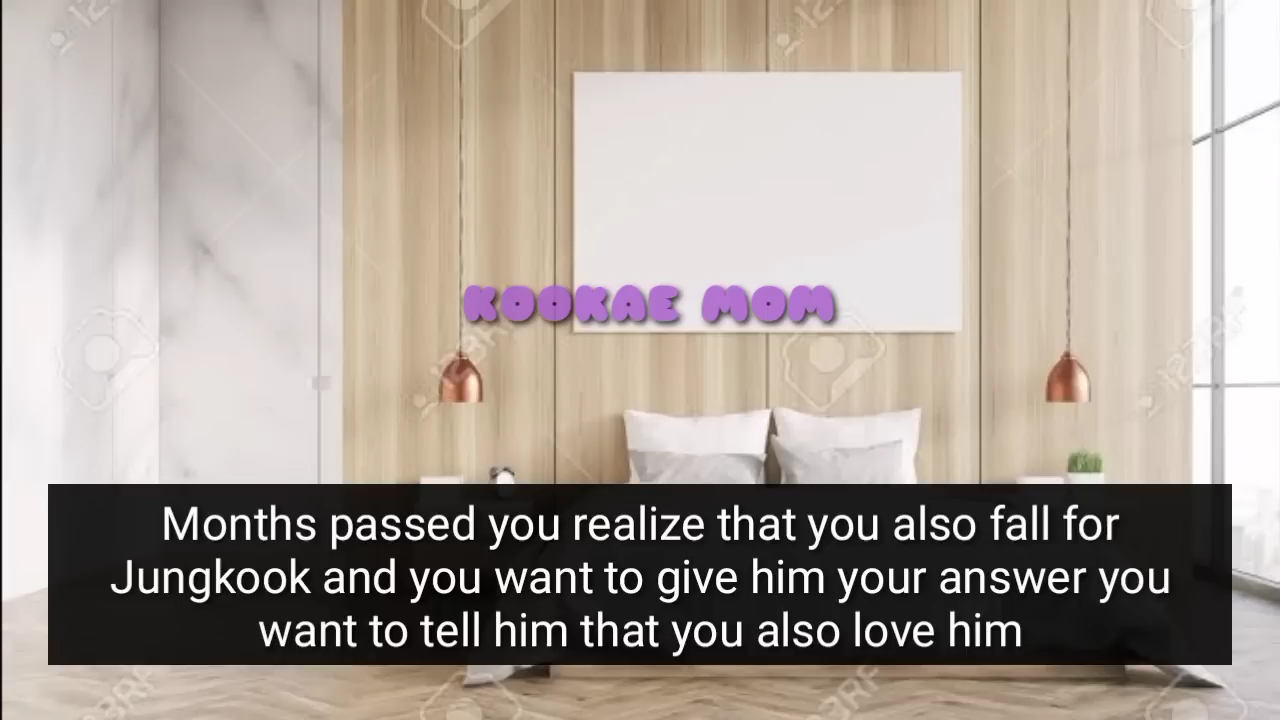 KOOKAE MOM
Months passed you realize that you also fall for
Jungkook and you want to give him your answer you
want to tell him that you also love him
123RF